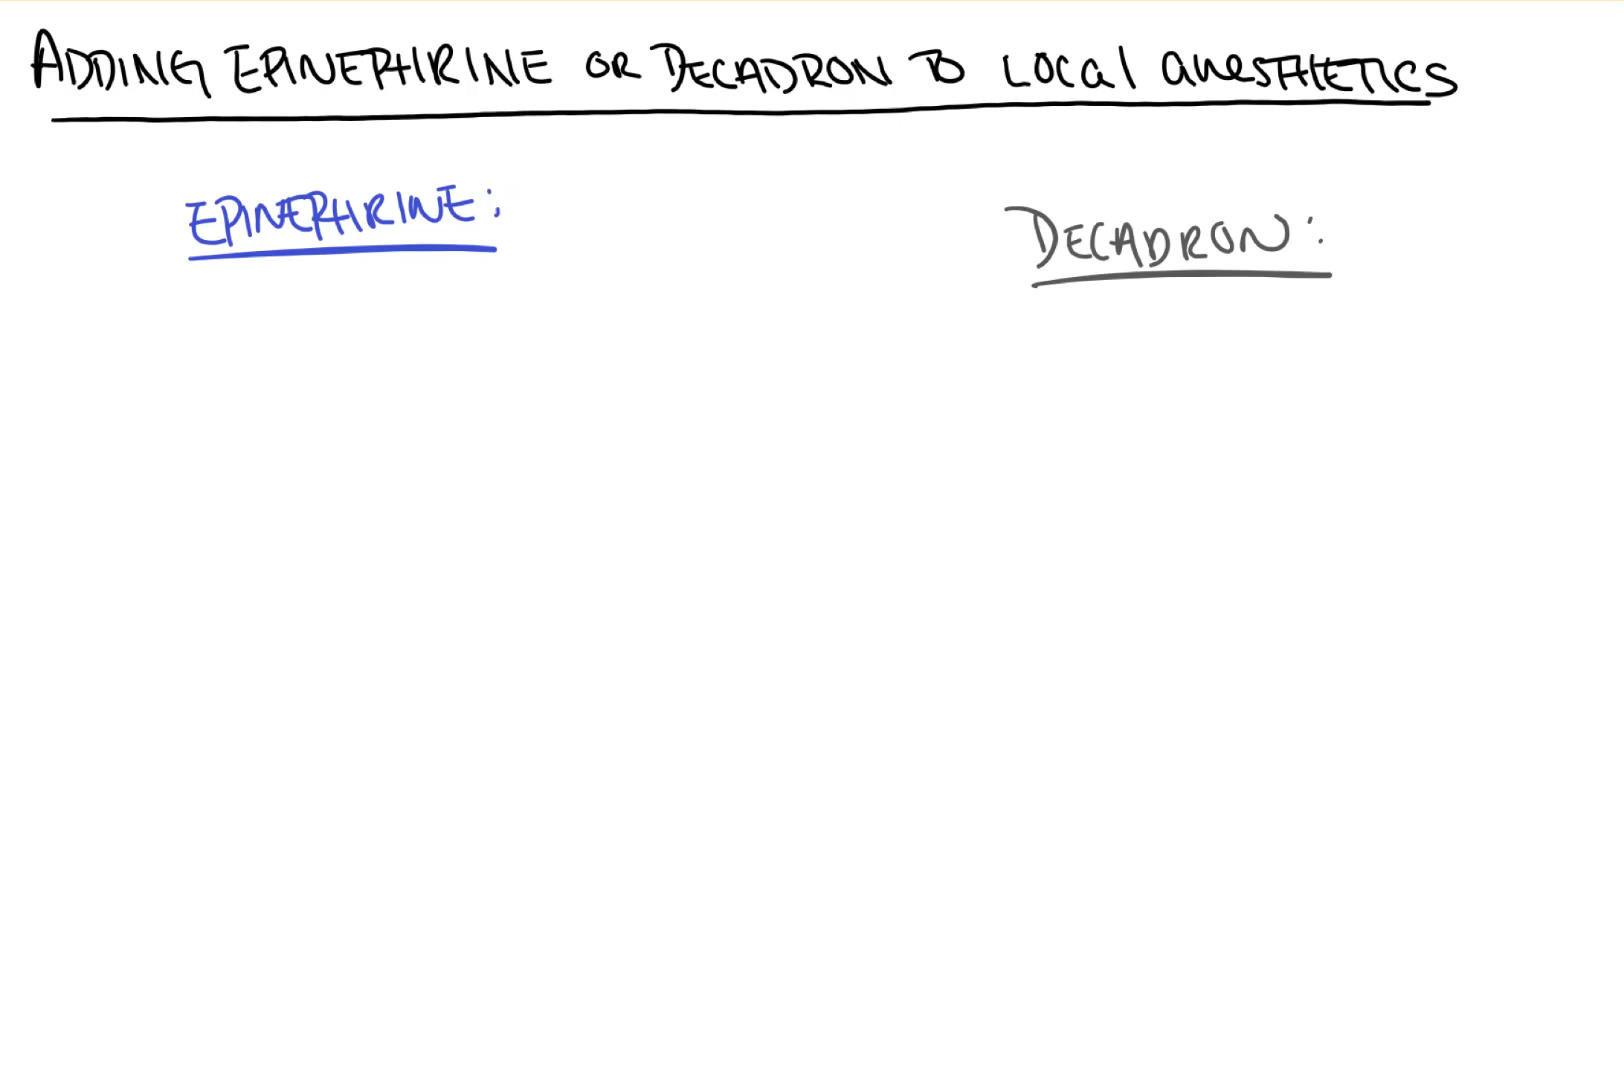 ADDING EPINEPHRINE OR DECADRON TO LOCAL ANESTHETICS
EPINEPHRINE:
DECADRON: